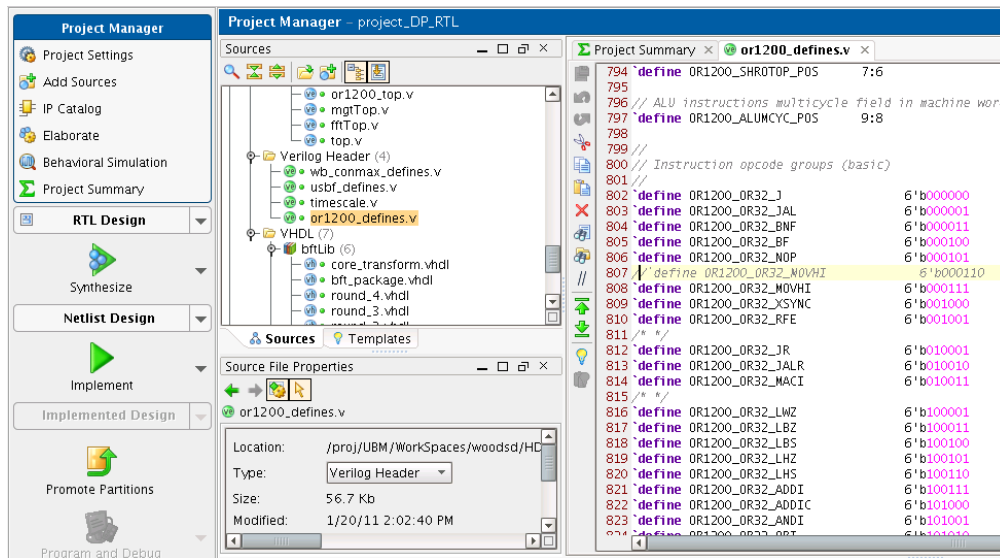 Project Manager
Project Settings
Add Sources
IP Catalog
Elaborate
Behavioral Simulation
Project Summary
RTL Design
Synthesize
Netlist Design
Implement
Implemented Design
Promote Partitions
Program and Debug
Project Manager – project_DP_RTL
Sources
or1200_top.v
mgtTop.v
fftTop.v
top.v
Verilog Header (4)
wb_conmax_defines.v
usbf_defines.v
timescale.v
or1200_defines.v
VHDL (7)
bftLib (6)
core_transform.vhdl
bft_package.vhdl
round_4.vhdl
round_3.vhdl
Sources
Templates
Source File Properties
or1200_defines.v
Location: /proj/UBM/WorkSpaces/woodsd/HD
Type: Verilog Header
Size: 56.7 Kb
Modified: 1/20/11 2:02:40 PM
Project Summary
or1200_defines.v
794 `define OR1200_SHROTOP_POS 7:6
795
796 // ALU instructions multicycle field in machine wor
797 `define OR1200_ALUMCYC_POS 9:8
798
799 //
800 // Instruction opcode groups (basic)
801 //
802 `define OR1200_OR32_J 6'b000000
803 `define OR1200_OR32_JAL 6'b000001
804 `define OR1200_OR32_BNF 6'b000011
805 `define OR1200_OR32_BF 6'b000100
806 `define OR1200_OR32_NOP 6'b000101
807 //`define OR1200_OR32_MOVHI 6'b000110
808 `define OR1200_OR32_MOVHI 6'b000111
809 `define OR1200_OR32_XSYNC 6'b001000
810 `define OR1200_OR32_RFE 6'b001001
811 /* */
812 `define OR1200_OR32_JR 6'b010001
813 `define OR1200_OR32_JALR 6'b010010
814 `define OR1200_OR32_MACI 6'b010011
815 /* */
816 `define OR1200_OR32_LWZ 6'b100001
817 `define OR1200_OR32_LBZ 6'b100011
818 `define OR1200_OR32_LBS 6'b100100
819 `define OR1200_OR32_LHZ 6'b100101
820 `define OR1200_OR32_LHS 6'b100110
821 `define OR1200_OR32_ADDI 6'b100111
822 `define OR1200_OR32_ADDIC 6'b101000
823 `define OR1200_OR32_ANDI 6'b101001